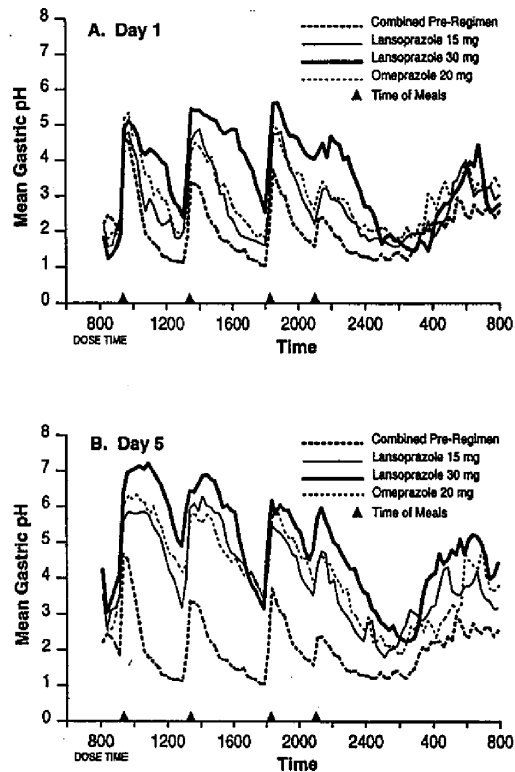 A. Day 1
Combined Pre-Regimen
Lansoprazole 15 mg
Lansoprazole 30 mg
Omeprazole 20 mg
Time of Meals
Mean Gastric pH
8
7
6
5
4
3
2
1
0
800 1200 1600 2000 2400 400 800
DOSE TIME
Time
B. Day 5
Combined Pre-Regimen
Lansoprazole 15 mg
Lansoprazole 30 mg
Omeprazole 20 mg
Time of Meals
Mean Gastric pH
8
7
6
5
4
3
2
1
0
800 1200 1600 2000 2400 400 800
DOSE TIME
Time